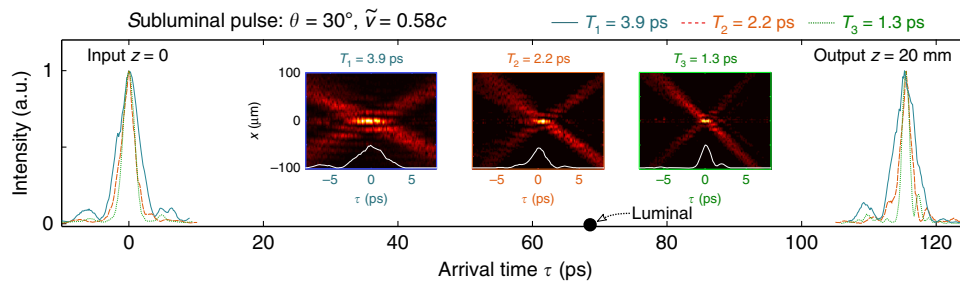 Subluminal pulse: θ = 30°, ṽ = 0.58c
T₁ = 3.9 ps T₂ = 2.2 ps T₃ = 1.3 ps
Input z = 0
T₁ = 3.9 ps
T₂ = 2.2 ps
T₃ = 1.3 ps
Output z = 20 mm
Intensity (a.u.)
1
0
x (μm)
100
0
−100
−5 0 5
−5 0 5
−5 0 5
τ (ps)
τ (ps)
τ (ps)
Luminal
0 20 40 60 80 100 120
Arrival time τ (ps)